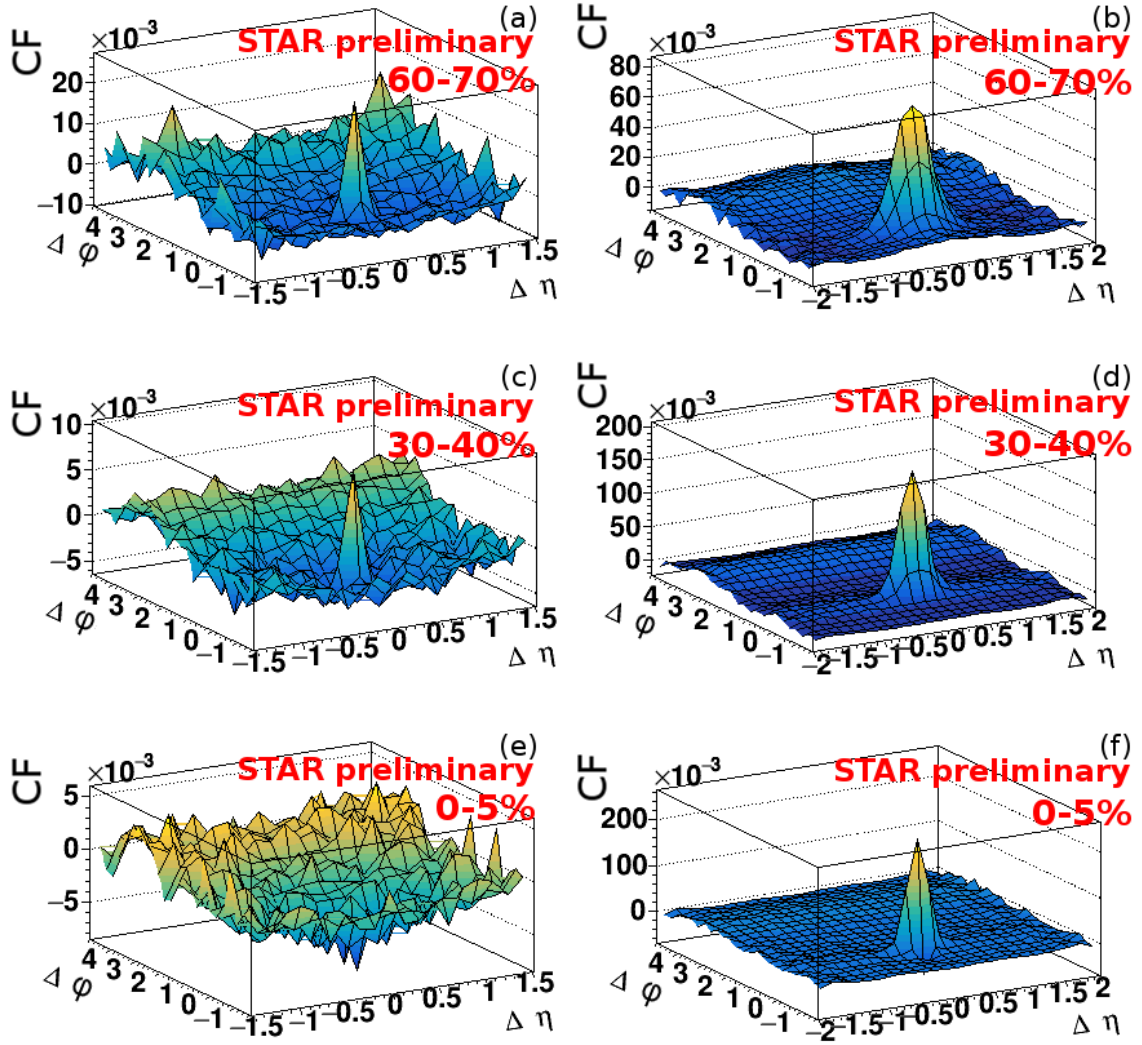 (a)
CF
×10⁻³
STAR preliminary
60-70%
20
10
0
−10
4 3 2 1 0 −1
Δ φ
−1.5 −1 −0.5 0 0.5 1 1.5
Δ η
(b)
CF
×10⁻³
STAR preliminary
60-70%
80
60
40
20
0
4 3 2 1 0 −1
Δ φ
−2 −1.5 −1 −0.5 0 0.5 1 1.5 2
Δ η
(c)
CF
×10⁻³
STAR preliminary
30-40%
10
5
0
−5
4 3 2 1 0 −1
Δ φ
−1.5 −1 −0.5 0 0.5 1 1.5
Δ η
(d)
CF
×10⁻³
STAR preliminary
30-40%
200
150
100
50
0
4 3 2 1 0 −1
Δ φ
−2 −1.5 −1 −0.5 0 0.5 1 1.5 2
Δ η
(e)
CF
×10⁻³
STAR preliminary
0-5%
5
0
−5
4 3 2 1 0 −1
Δ φ
−1.5 −1 −0.5 0 0.5 1 1.5
Δ η
(f)
CF
×10⁻³
STAR preliminary
0-5%
200
100
0
4 3 2 1 0 −1
Δ φ
−2 −1.5 −1 −0.5 0 0.5 1 1.5 2
Δ η